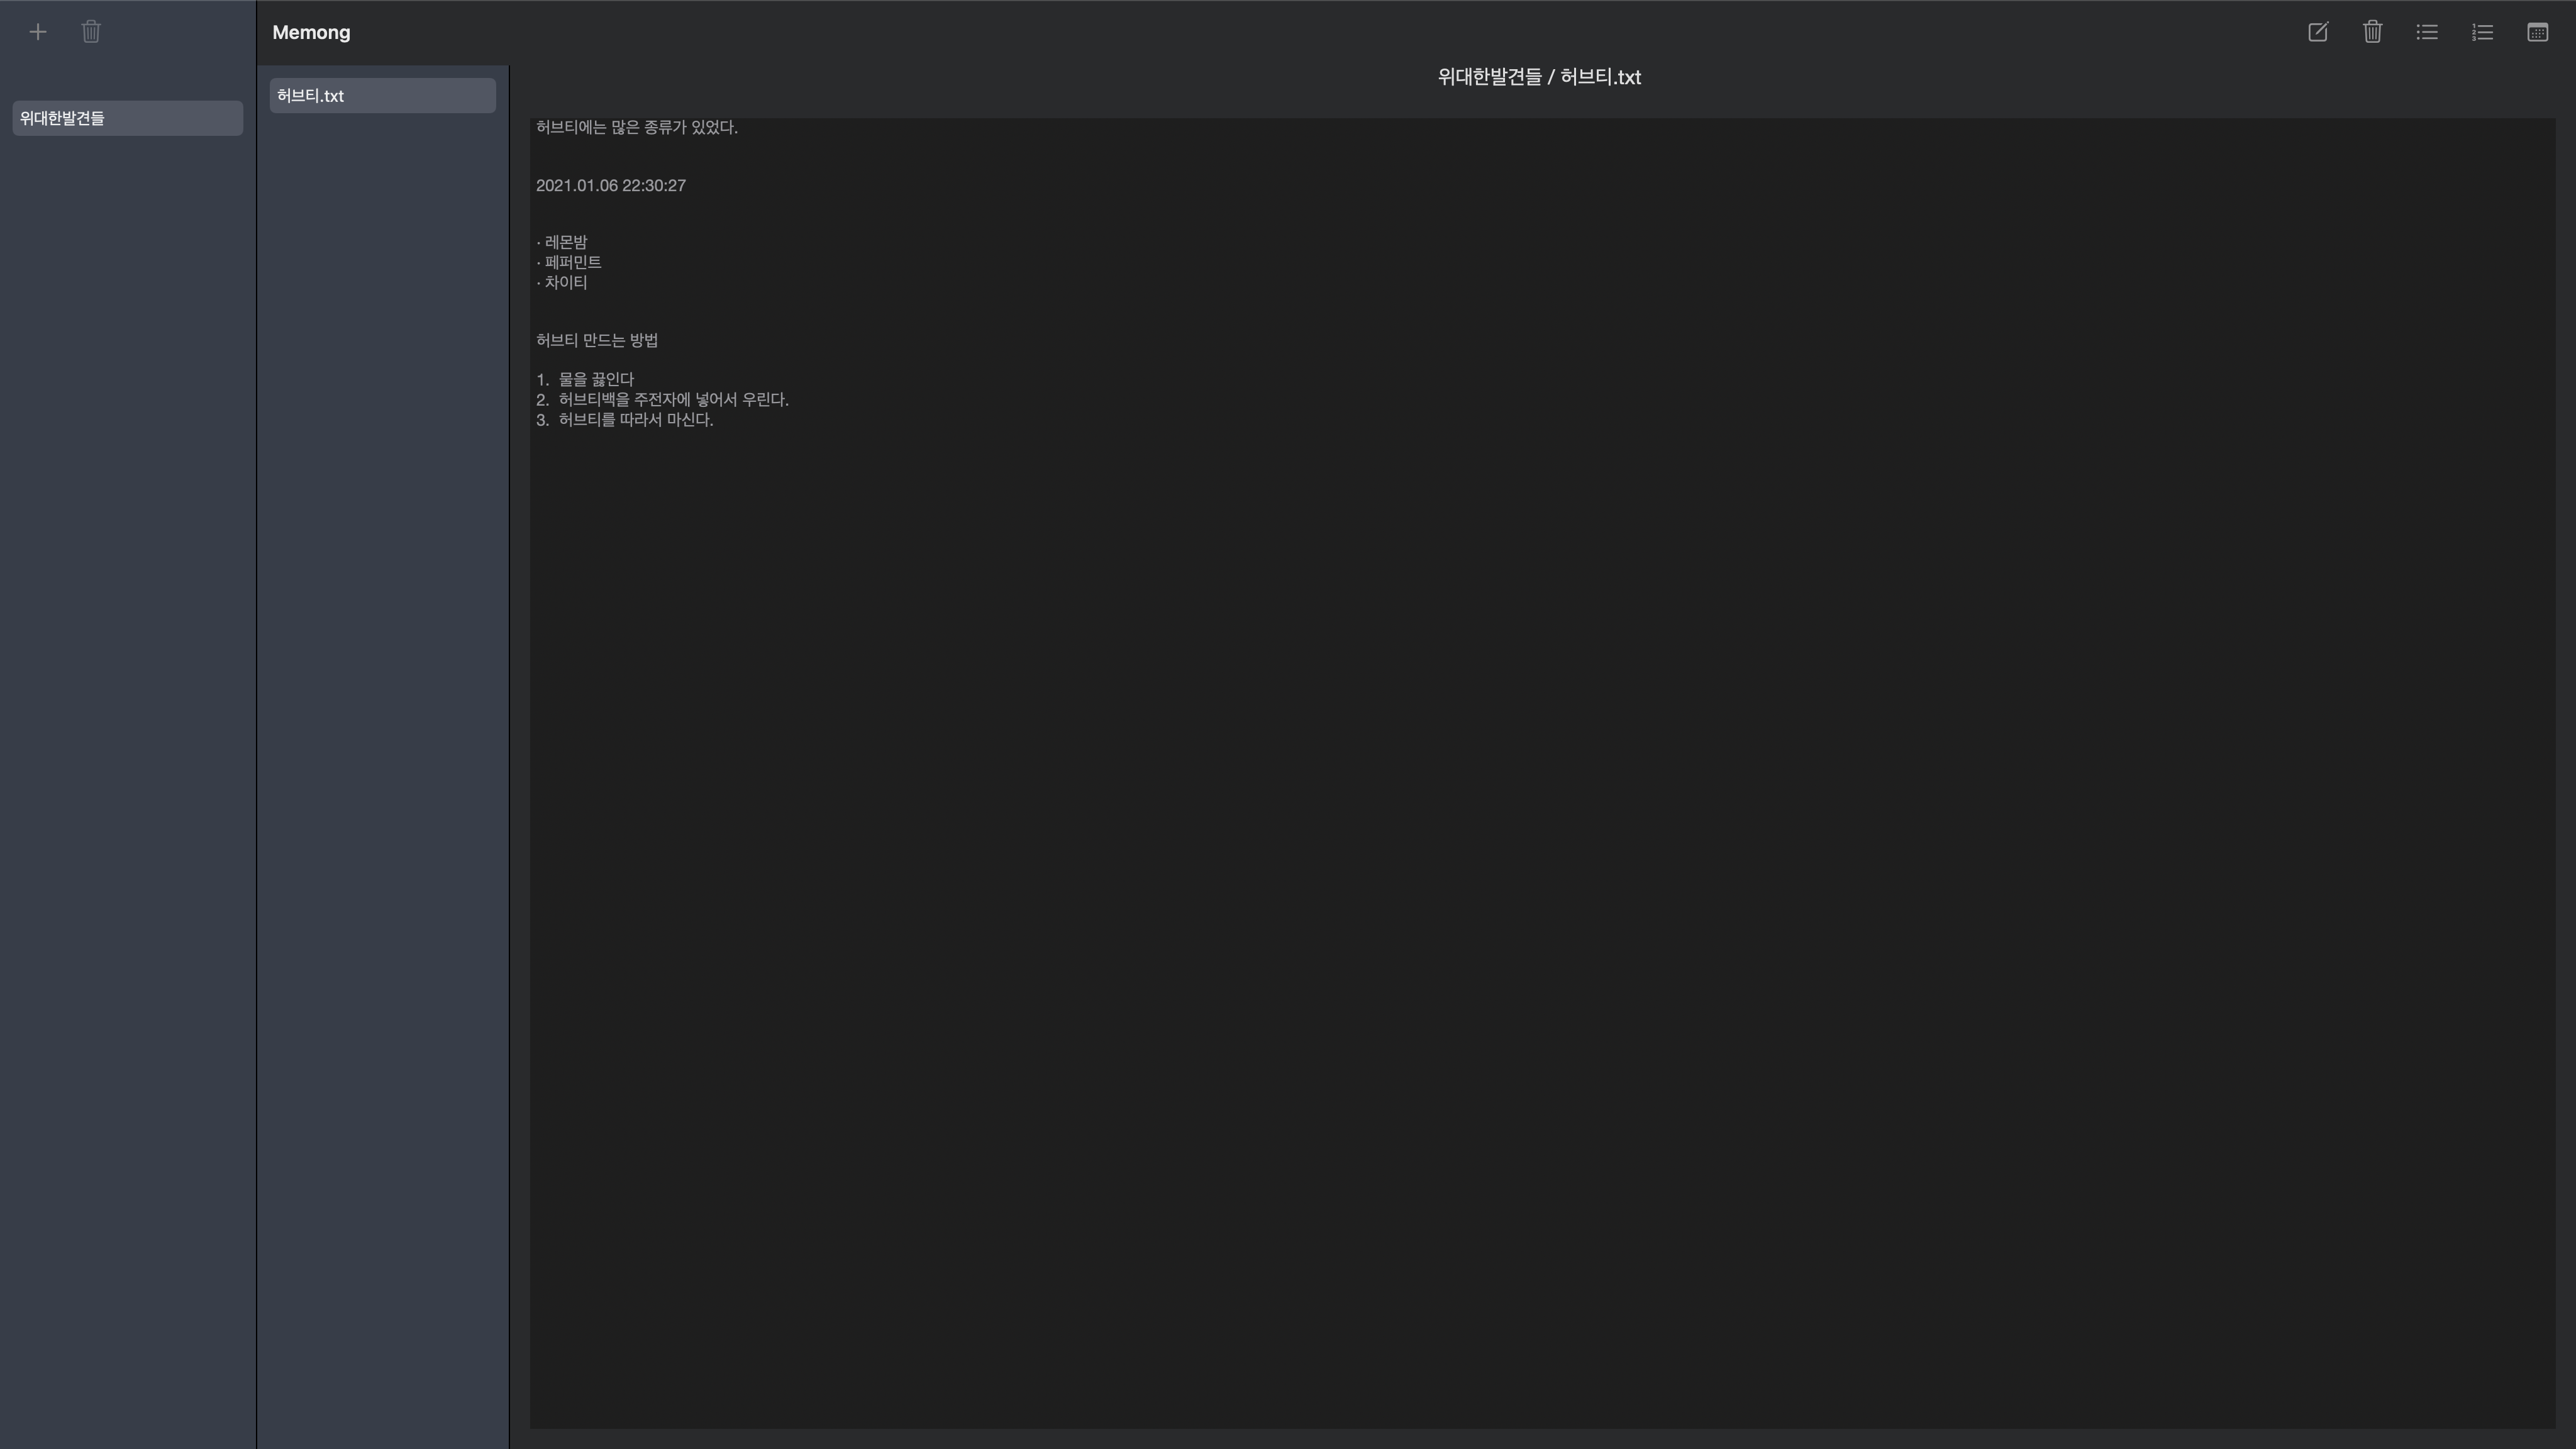 Memong
위대한발견들
허브티.txt
위대한발견들 / 허브티.txt
허브티에는 많은 종류가 있었다.
2021.01.06 22:30:27
· 레몬밤
· 페퍼민트
· 차이티
허브티 만드는 방법
1. 물을 끓인다
2. 허브티백을 주전자에 넣어서 우린다.
3. 허브티를 따라서 마신다.